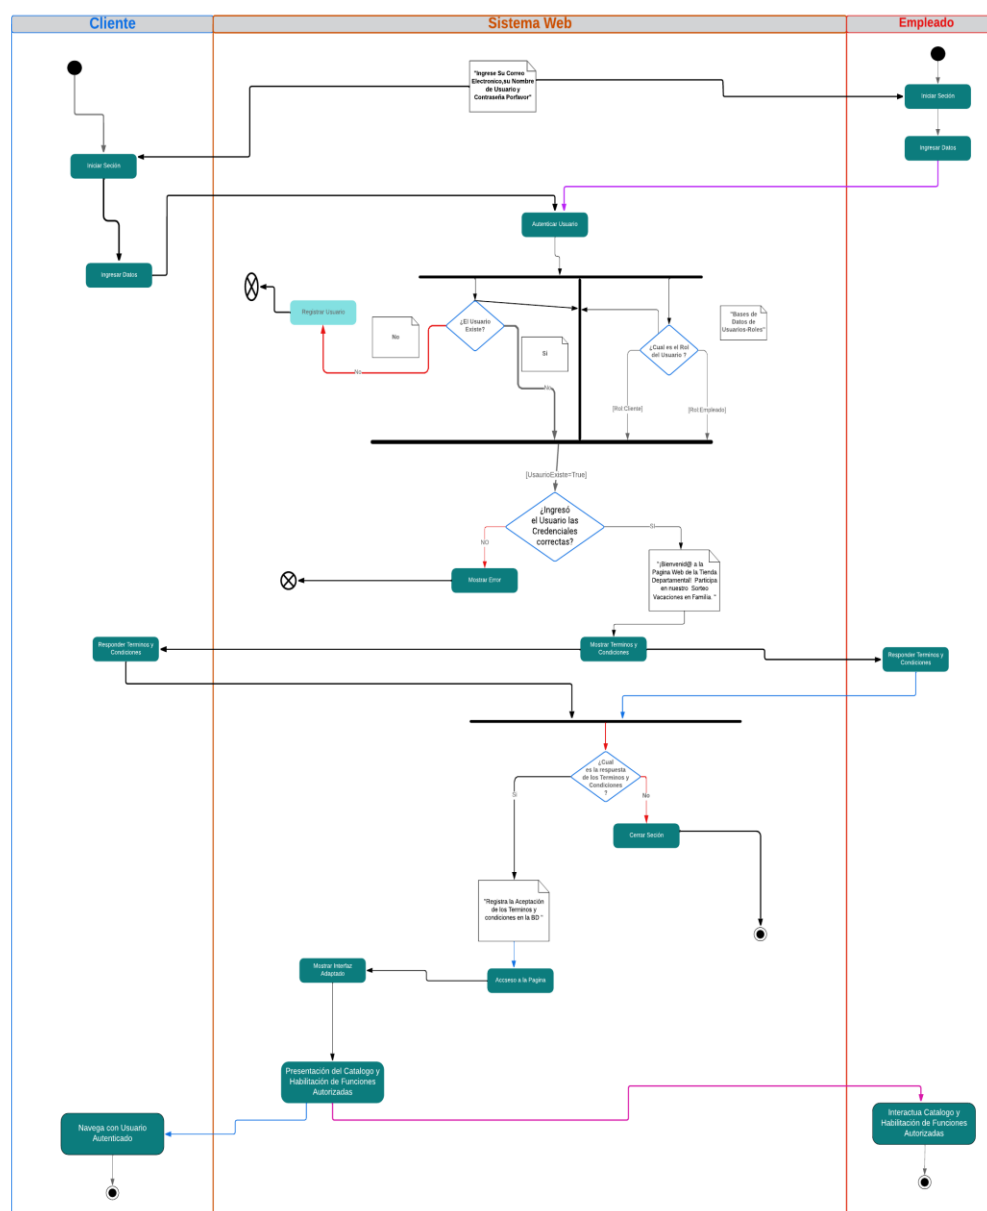 Cliente
Sistema Web
Empleado
"Ingrese Su Correo
Electronico,su Nombre
de Usuario y
Contraseña Porfavor"
Iniciar Seción
Ingresar Datos
Iniciar Seción
Autenticar Usuario
Ingresar Datos
Registrar Usuario
¿El Usuario
Existe?
No
Si
"Bases de
Datos de
Usuarios-Roles"
¿Cual es el Rol
del Usuario ?
No
No
[Rol:Cliente]
[Rol:Empleado]
[UsaurioExiste=True]
¿Ingresó
el Usuario las
Credenciales
correctas?
NO
SI
Mostrar Error
"¡Bienvenid@ a la
Pagina Web de la Tienda
Departamental! Participa
en nuestro Sorteo
Vacaciones en Familia. "
Responder Terminos y
Condiciones
Mostrar Terminos y
Condiciones
Responder Terminos y
Condiciones
¿Cual
es la respuesta
de los Terminos y
Condiciones
?
Si
No
Cerrar Seción
"Registra la Aceptación
de los Terminos y
condiciones en la BD "
Mostrar Interfaz
Adaptado
Accueso a la Pagina
Presentación del Catalogo y
Habilitación de Funciones
Autorizadas
Navega con Usuario
Autenticado
Interactua Catalogo y
Habilitación de Funciones
Autorizadas